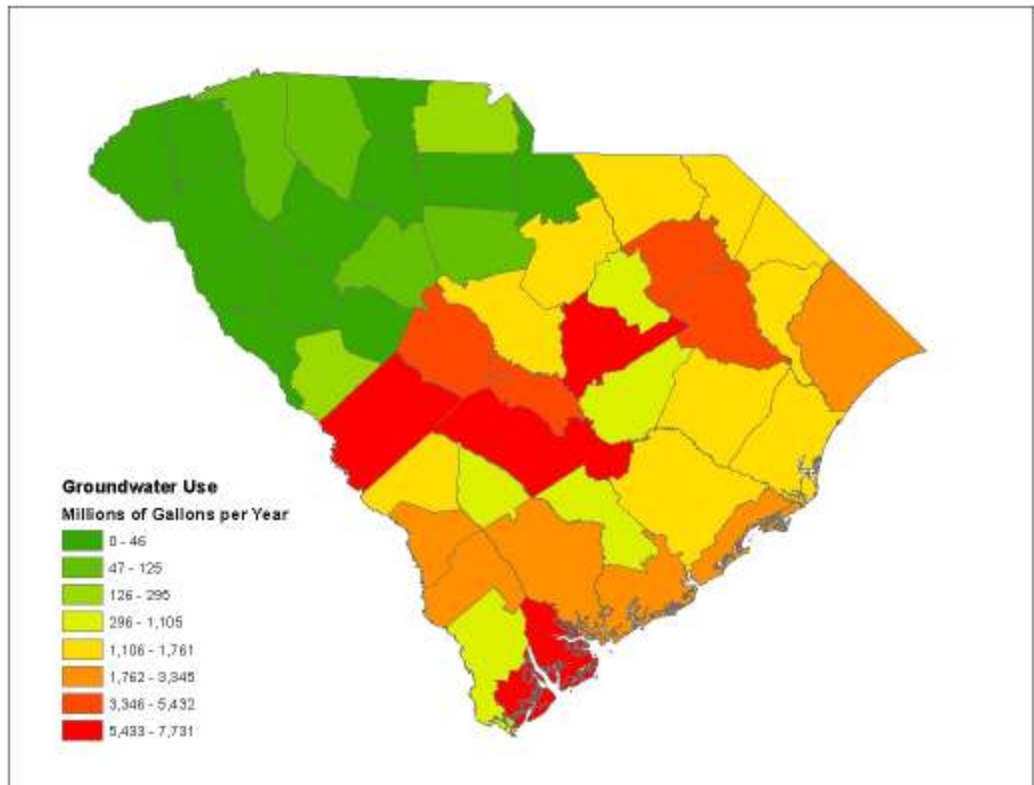 Groundwater Use
Millions of Gallons per Year
0 - 46
47 - 125
126 - 295
296 - 1,105
1,106 - 1,761
1,762 - 3,345
3,346 - 5,432
5,433 - 7,731